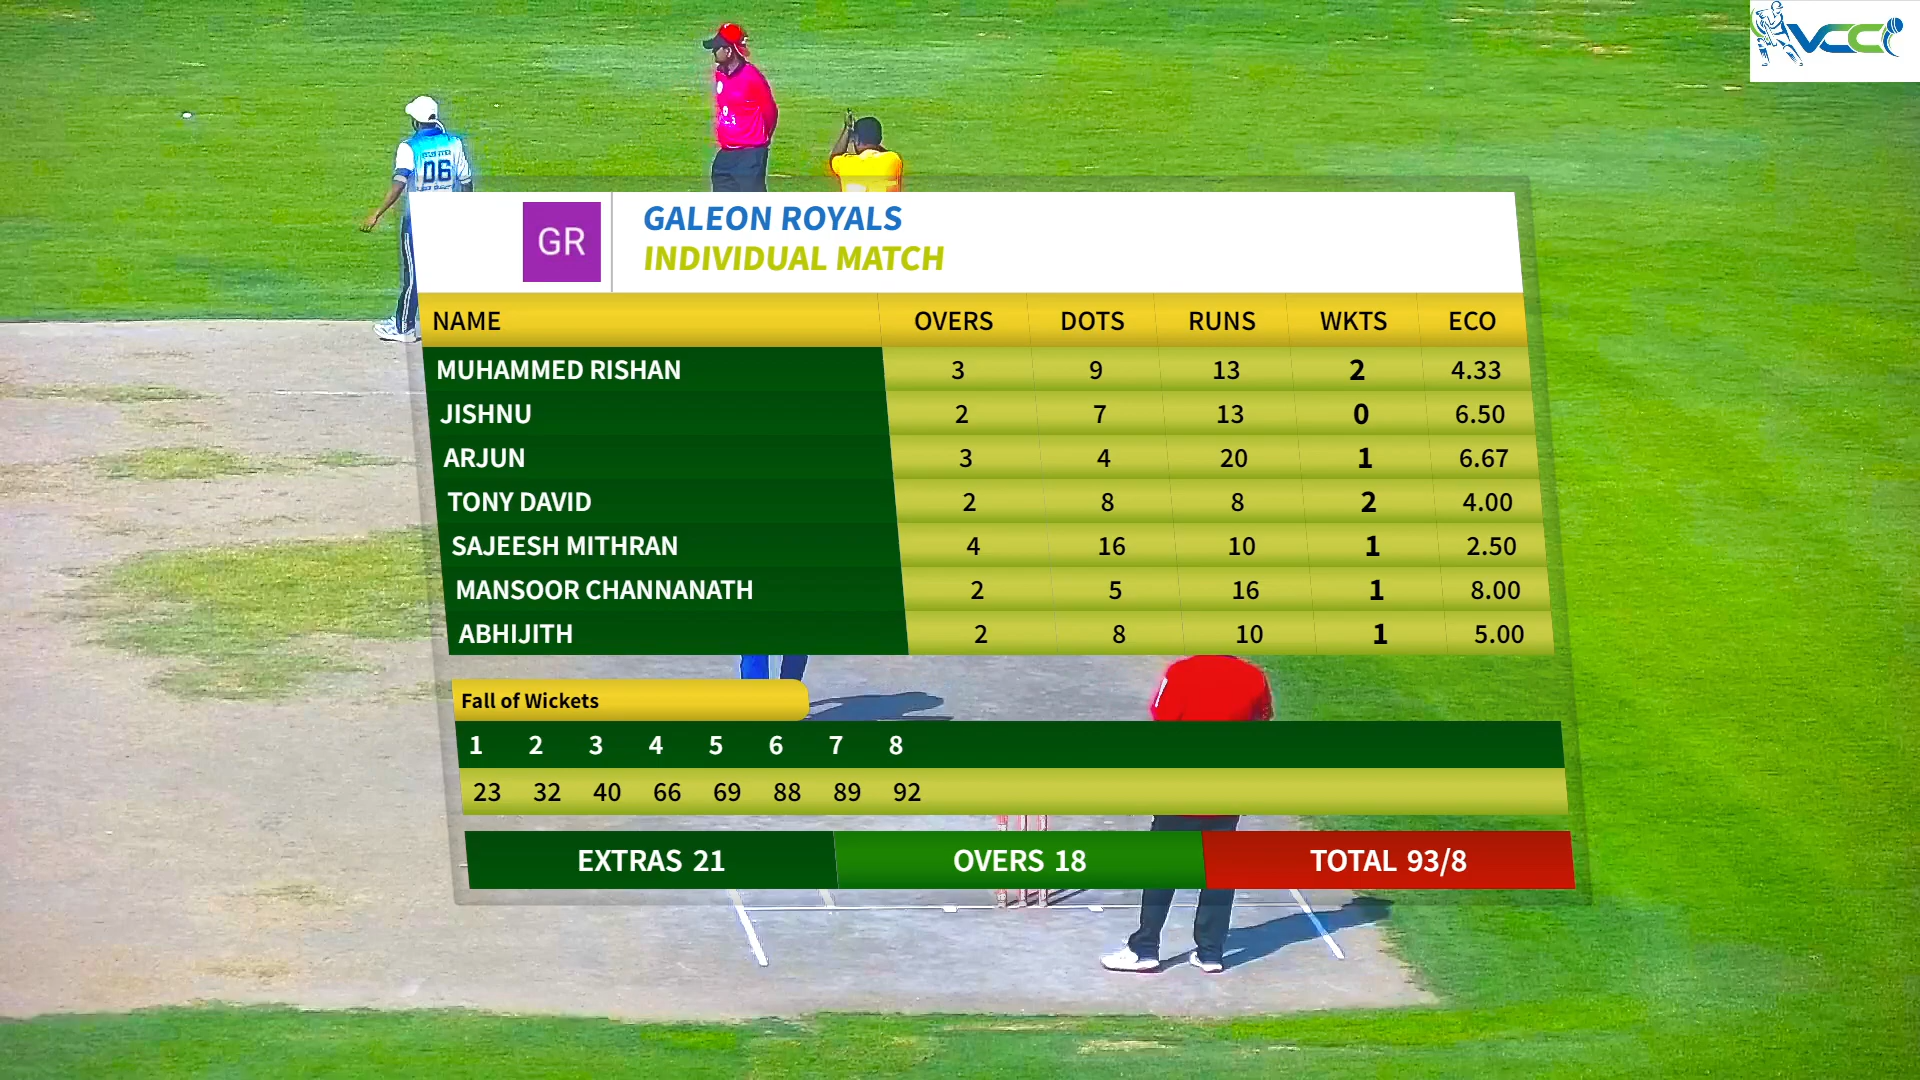 VCC
06
GR
GALEON ROYALS
INDIVIDUAL MATCH
NAME OVERS DOTS RUNS WKTS ECO
MUHAMMED RISHAN 3 9 13 2 4.33
JISHNU 2 7 13 0 6.50
ARJUN 3 4 20 1 6.67
TONY DAVID 2 8 8 2 4.00
SAJEESH MITHRAN 4 16 10 1 2.50
MANSOOR CHANNANATH 2 5 16 1 8.00
ABHIJITH 2 8 10 1 5.00
Fall of Wickets
1 2 3 4 5 6 7 8
23 32 40 66 69 88 89 92
EXTRAS 21 OVERS 18 TOTAL 93/8